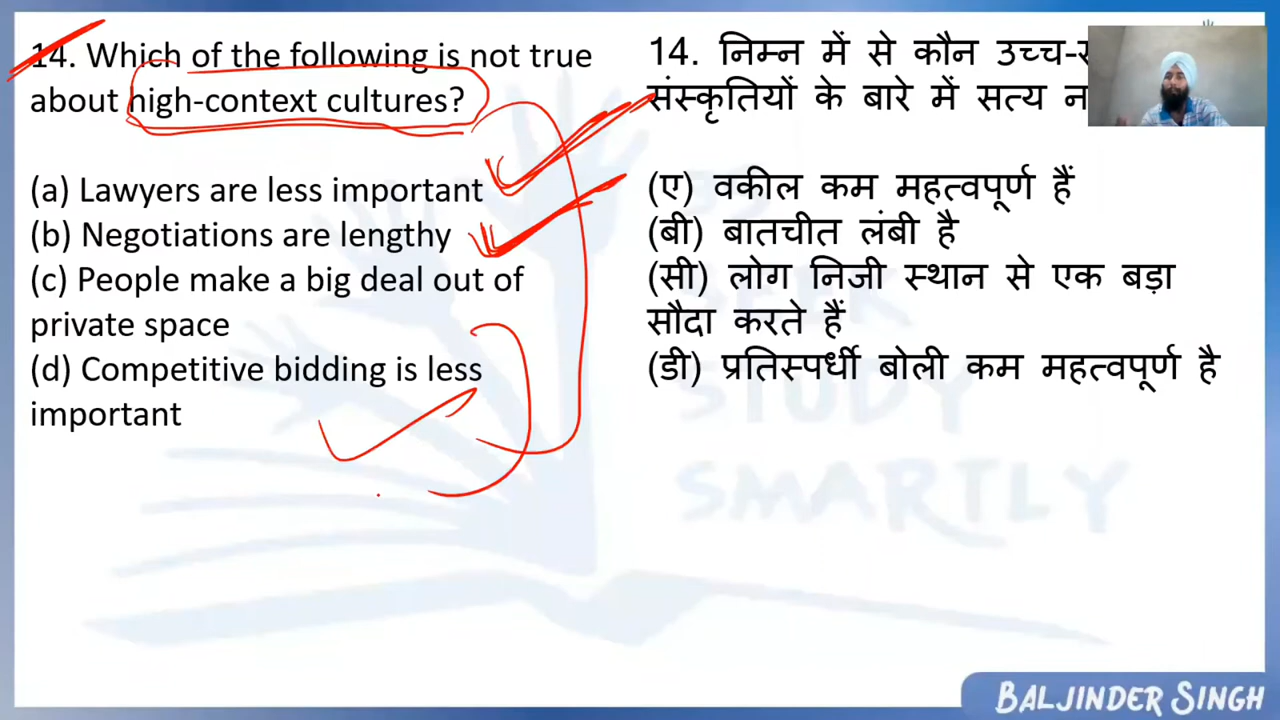 14. Which of the following is not true
about high-context cultures?
(a) Lawyers are less important
(b) Negotiations are lengthy
(c) People make a big deal out of
private space
(d) Competitive bidding is less
important
14. निम्न में से कौन उच्च-
संस्कृतियों के बारे में सत्य
(ए) वकील कम महत्वपूर्ण हैं
(बी) बातचीत लंबी है
(सी) लोग निजी स्थान से एक बड़ा
सौदा करते हैं
(डी) प्रतिस्पर्धी बोली कम महत्वपूर्ण है
STUDY
SMARTLY
BALJINDER SINGH